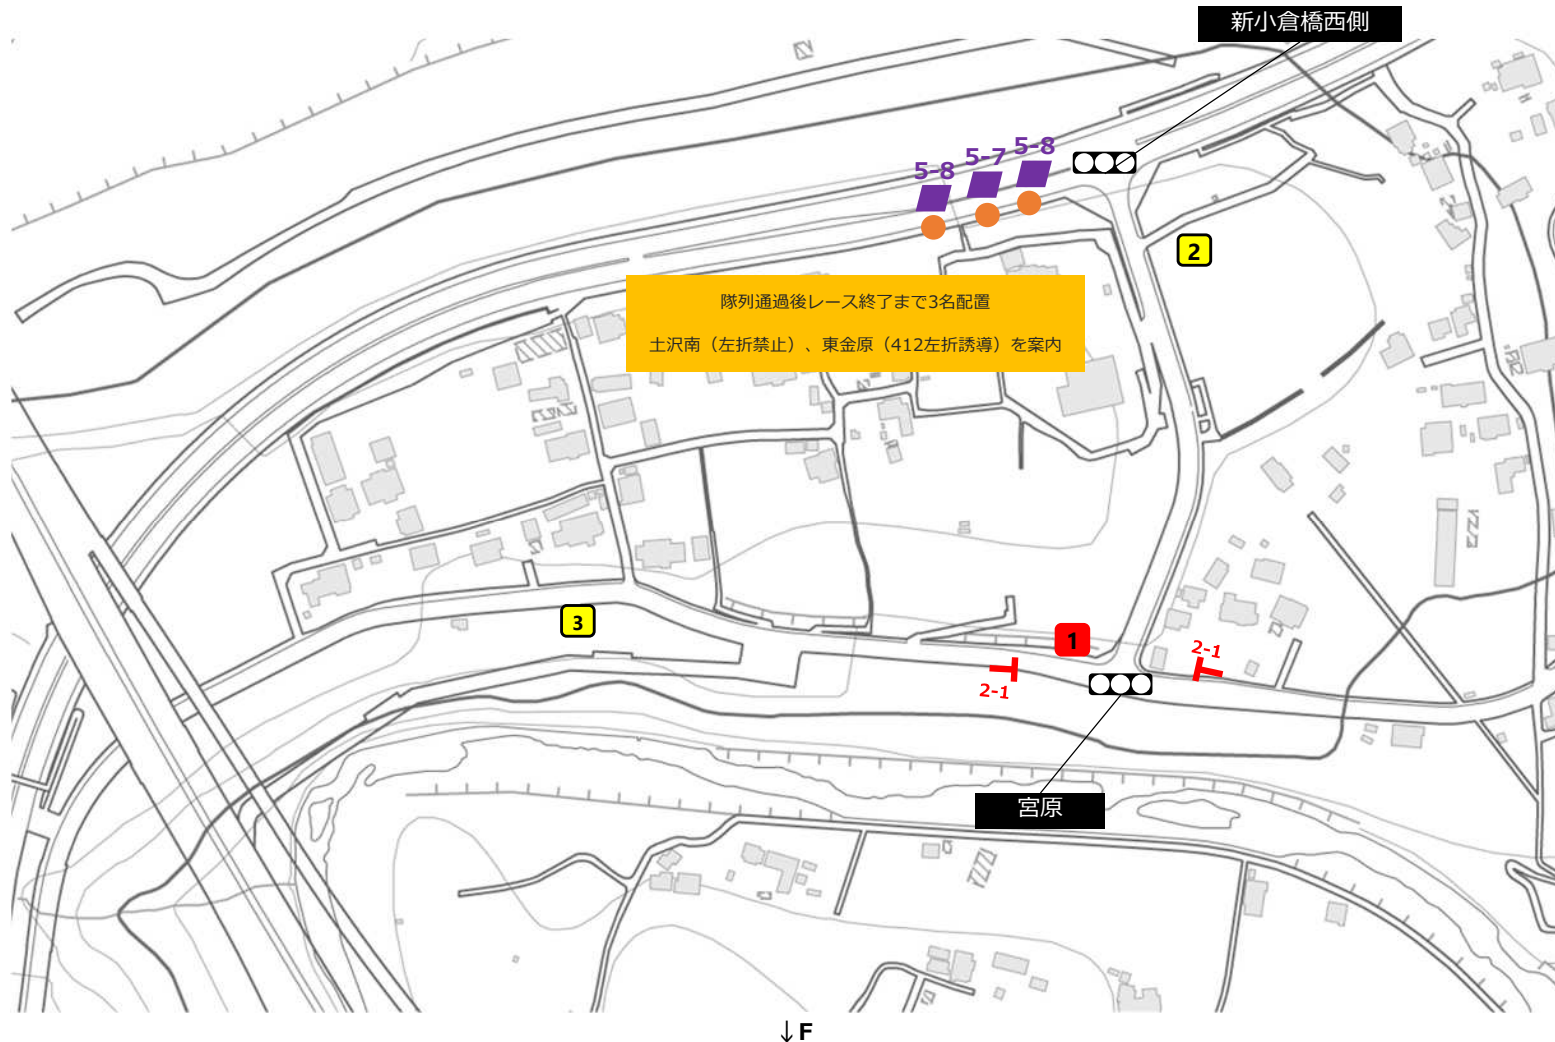 新小倉橋西側
5-8
5-7
5-8
2
隊列通過後レース終了まで3名配置
土沢南（左折禁止）、東金原（412左折誘導）を案内
3
1
2-1
2-1
宮原
↓F